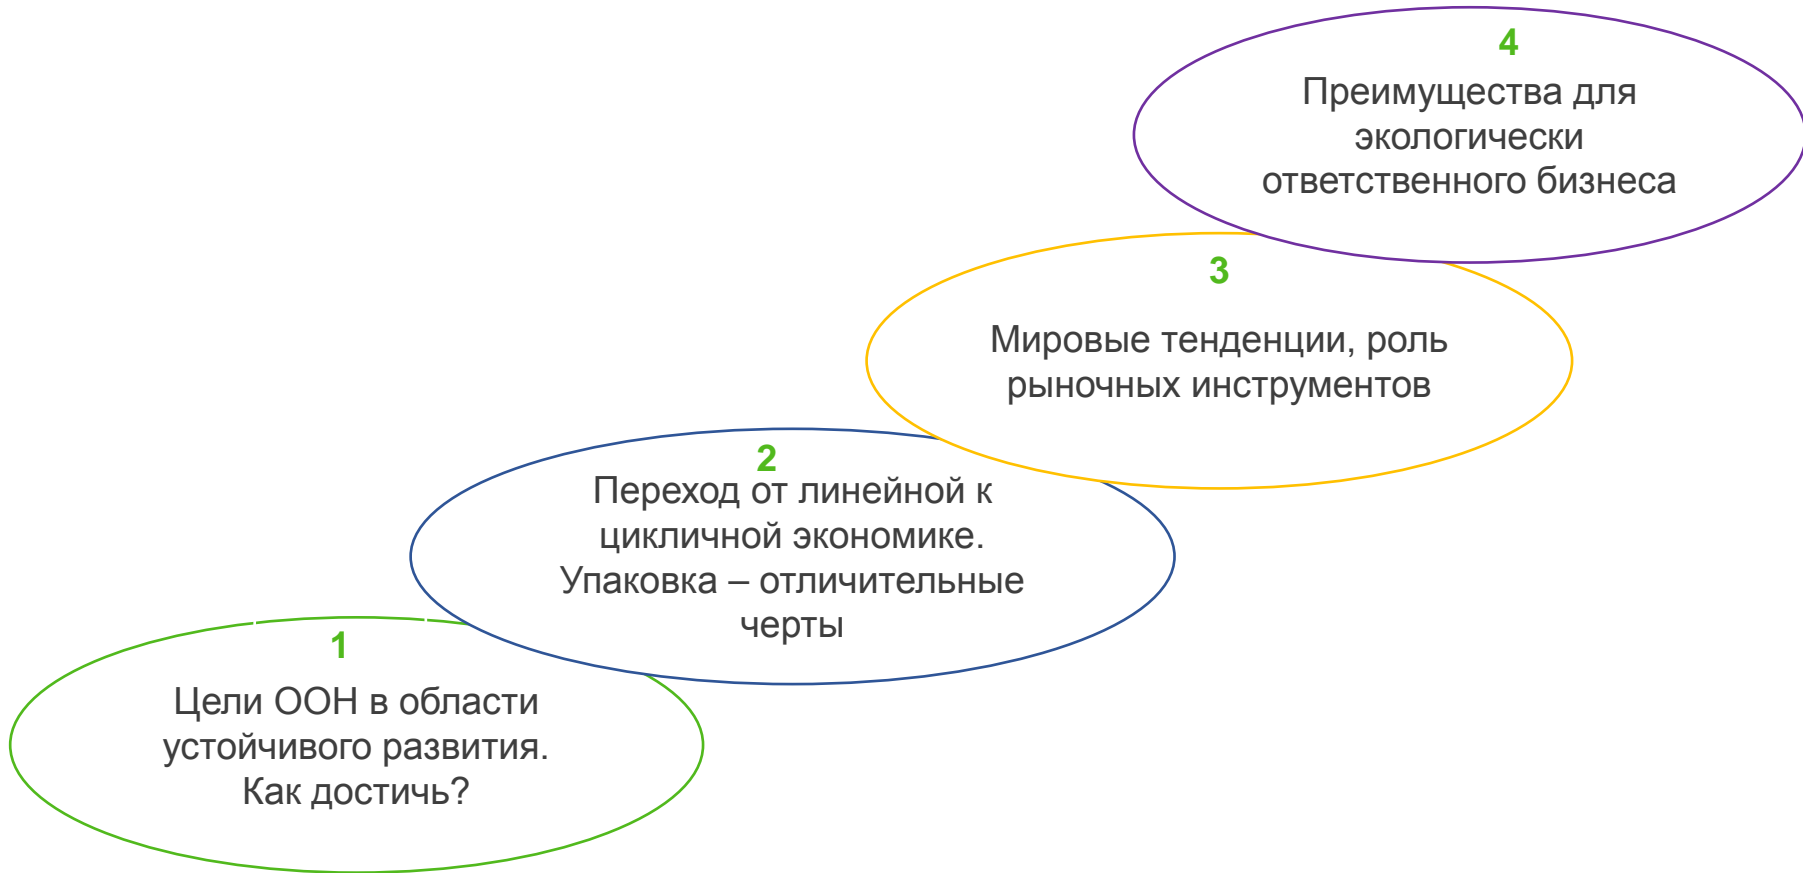 4
Преимущества для
экологически
ответственного бизнеса
3
Мировые тенденции, роль
рыночных инструментов
2
Переход от линейной к
цикличной экономике.
Упаковка – отличительные
черты
1
Цели ООН в области
устойчивого развития.
Как достичь?